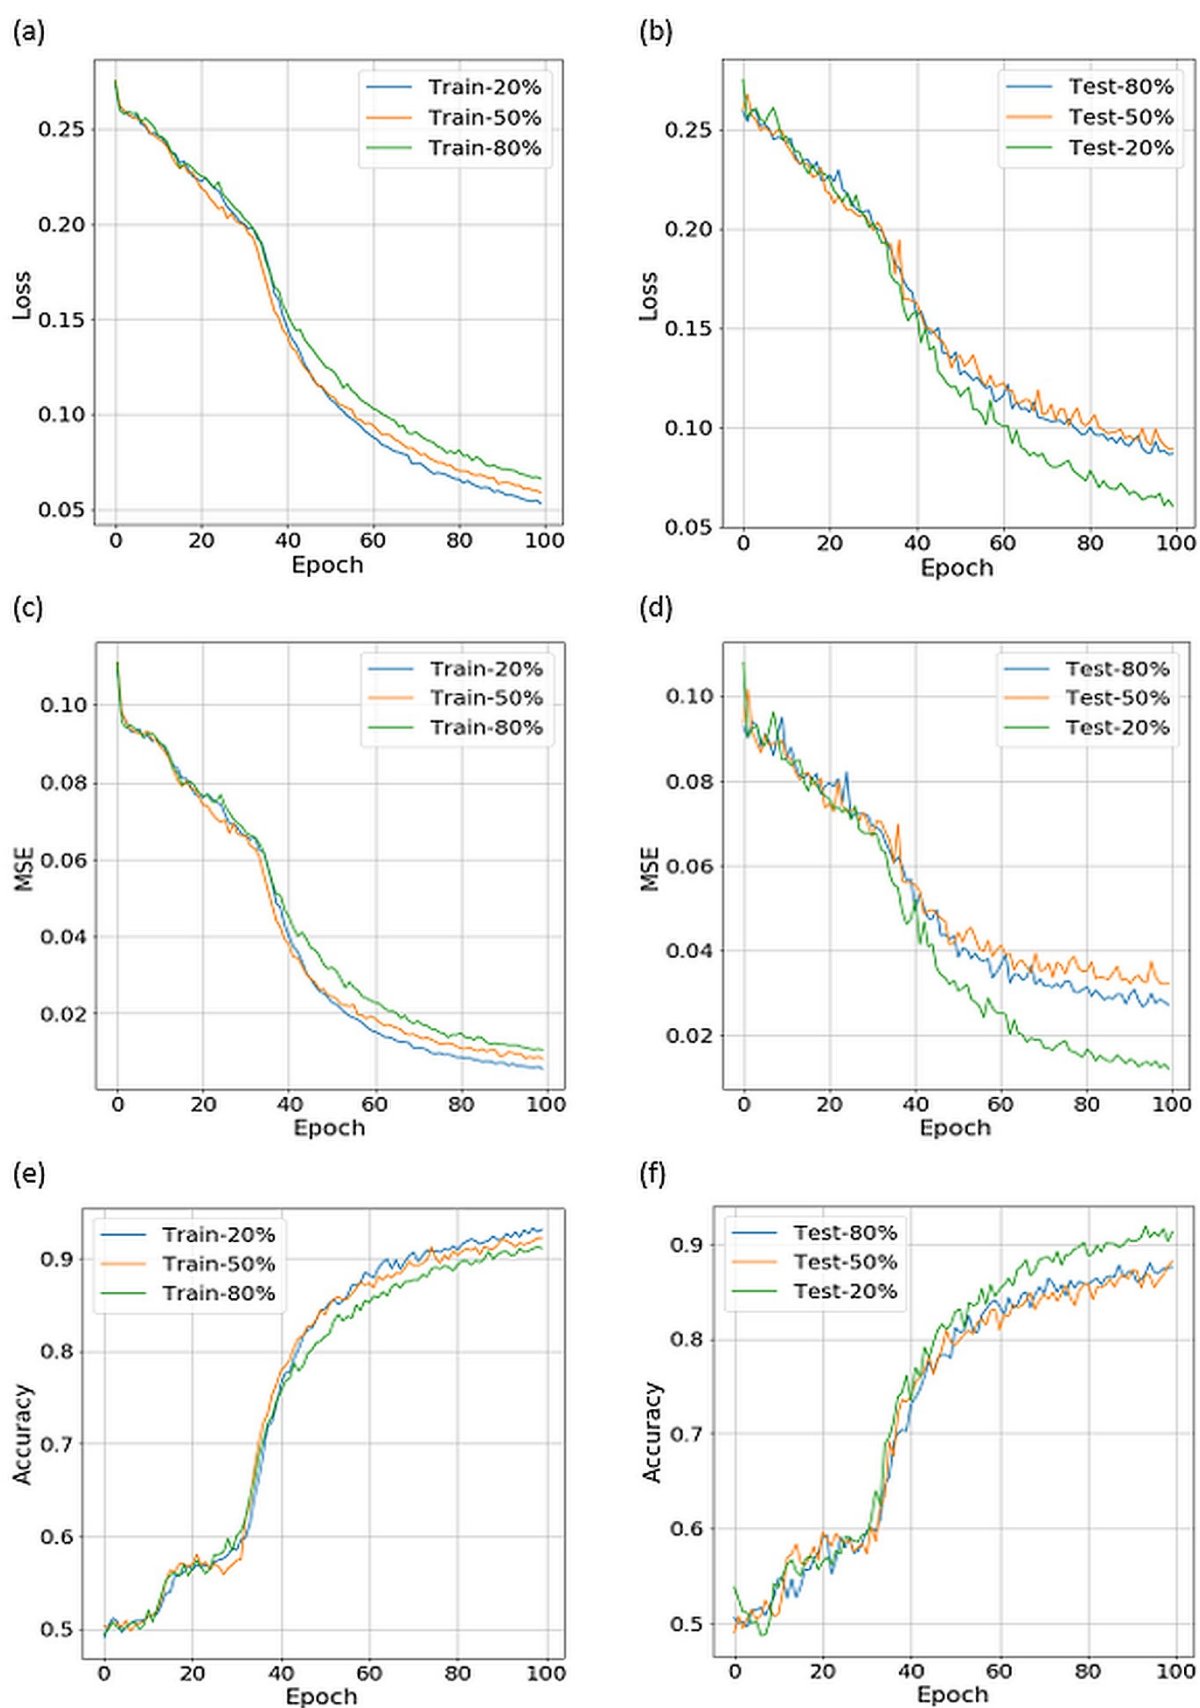 (a)
Train-20%
Train-50%
Train-80%
0.25
0.20
0.15
0.10
0.05
Loss
0 20 40 60 80 100
Epoch
(b)
Test-80%
Test-50%
Test-20%
0.25
0.20
0.15
0.10
0.05
Loss
0 20 40 60 80 100
Epoch
(c)
Train-20%
Train-50%
Train-80%
0.10
0.08
0.06
0.04
0.02
MSE
0 20 40 60 80 100
Epoch
(d)
Test-80%
Test-50%
Test-20%
0.10
0.08
0.06
0.04
0.02
MSE
0 20 40 60 80 100
Epoch
(e)
Train-20%
Train-50%
Train-80%
0.9
0.8
0.7
0.6
0.5
Accuracy
0 20 40 60 80 100
Epoch
(f)
Test-80%
Test-50%
Test-20%
0.9
0.8
0.7
0.6
0.5
Accuracy
0 20 40 60 80 100
Epoch